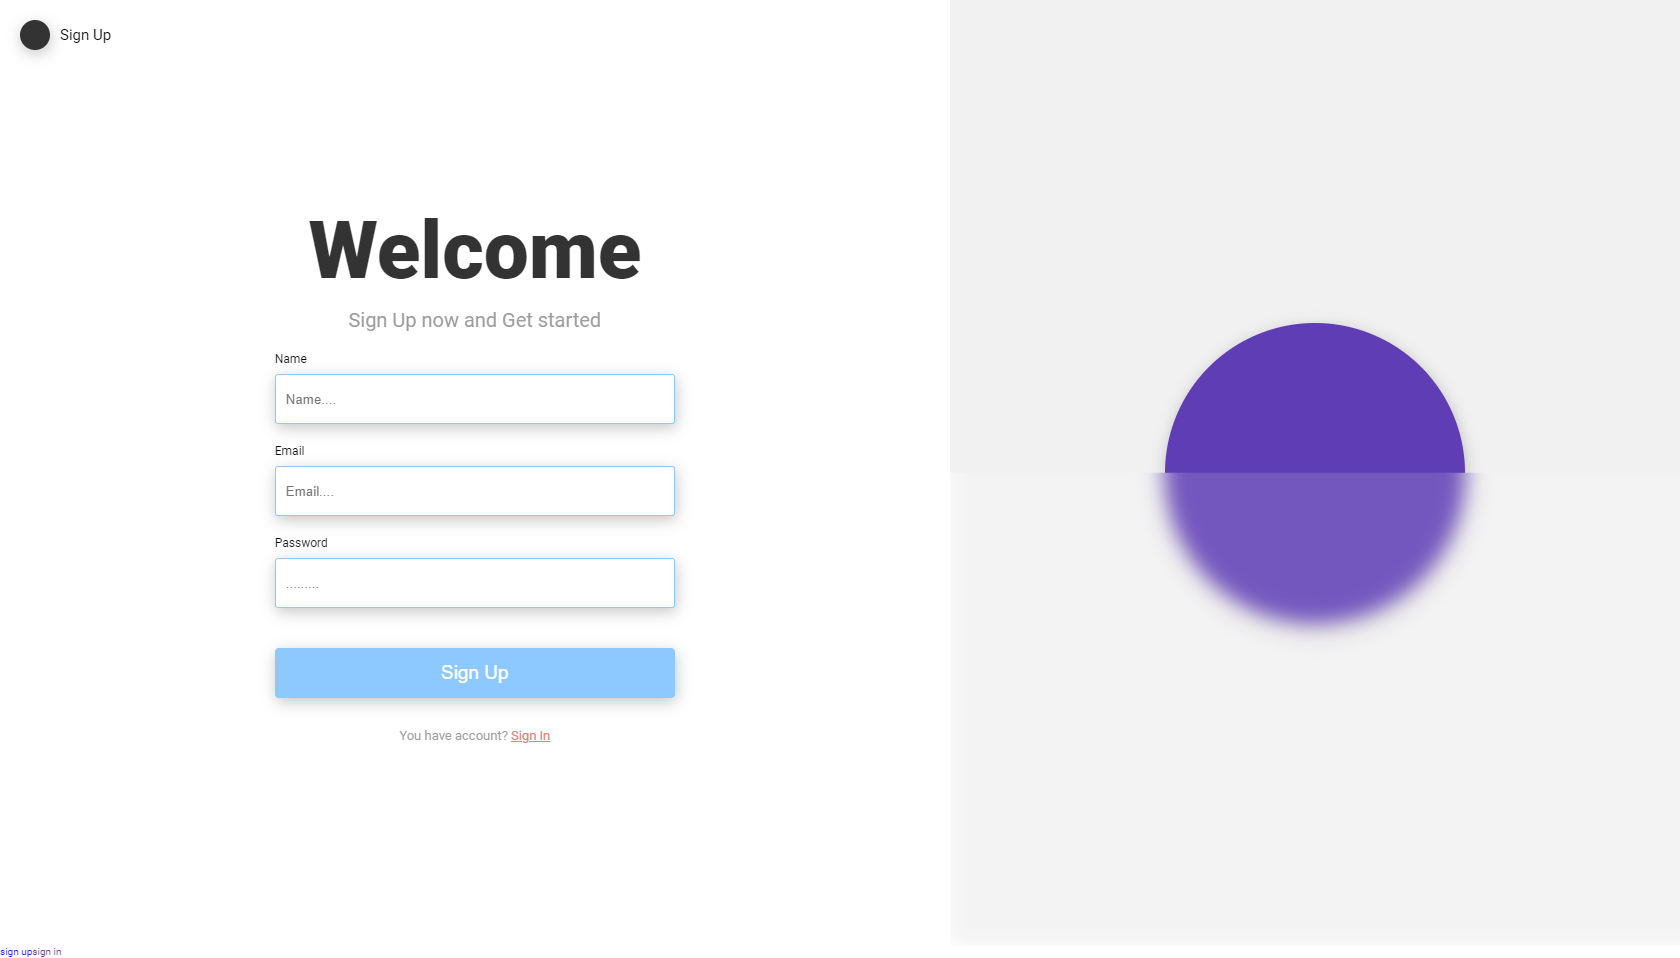 Sign Up
Welcome
Sign Up now and Get started
Name
Name....
Email
Email....
Password
.........
Sign Up
You have account? Sign In
sign upsign in